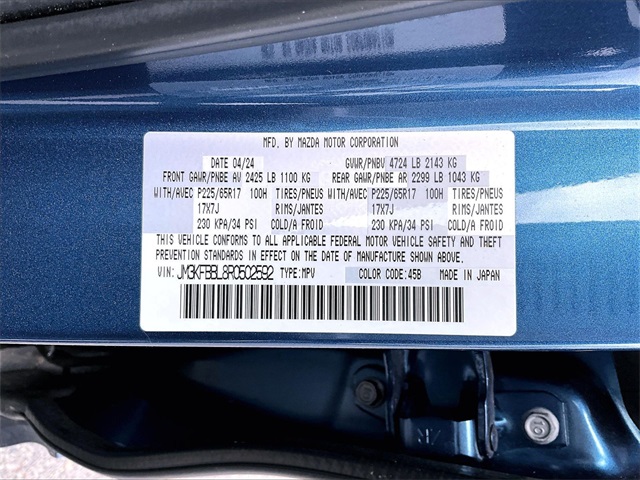 MFD. BY MAZDA MOTOR CORPORATION
DATE 04/24 GVWR/PNBV 4724 LB 2143 KG
FRONT GAWR/PNBE AV 2425 LB 1100 KG REAR GAWR/PNBE AR 2299 LB 1043 KG
WITH/AVEC P225/65R17 100H TIRES/PNEUS WITH/AVEC P225/65R17 100H TIRES/PNEUS
17X7J RIMS/JANTES 17X7J RIMS/JANTES
230 KPA/34 PSI COLD/A FROID 230 KPA/34 PSI COLD/A FROID
THIS VEHICLE CONFORMS TO ALL APPLICABLE FEDERAL MOTOR VEHICLE SAFETY AND THEFT
PREVENTION STANDARDS IN EFFECT ON THE DATE OF MANUFACTURE SHOWN ABOVE.
VIN: JM3KFBBL8R0502592 TYPE:MPV COLOR CODE:45B MADE IN JAPAN